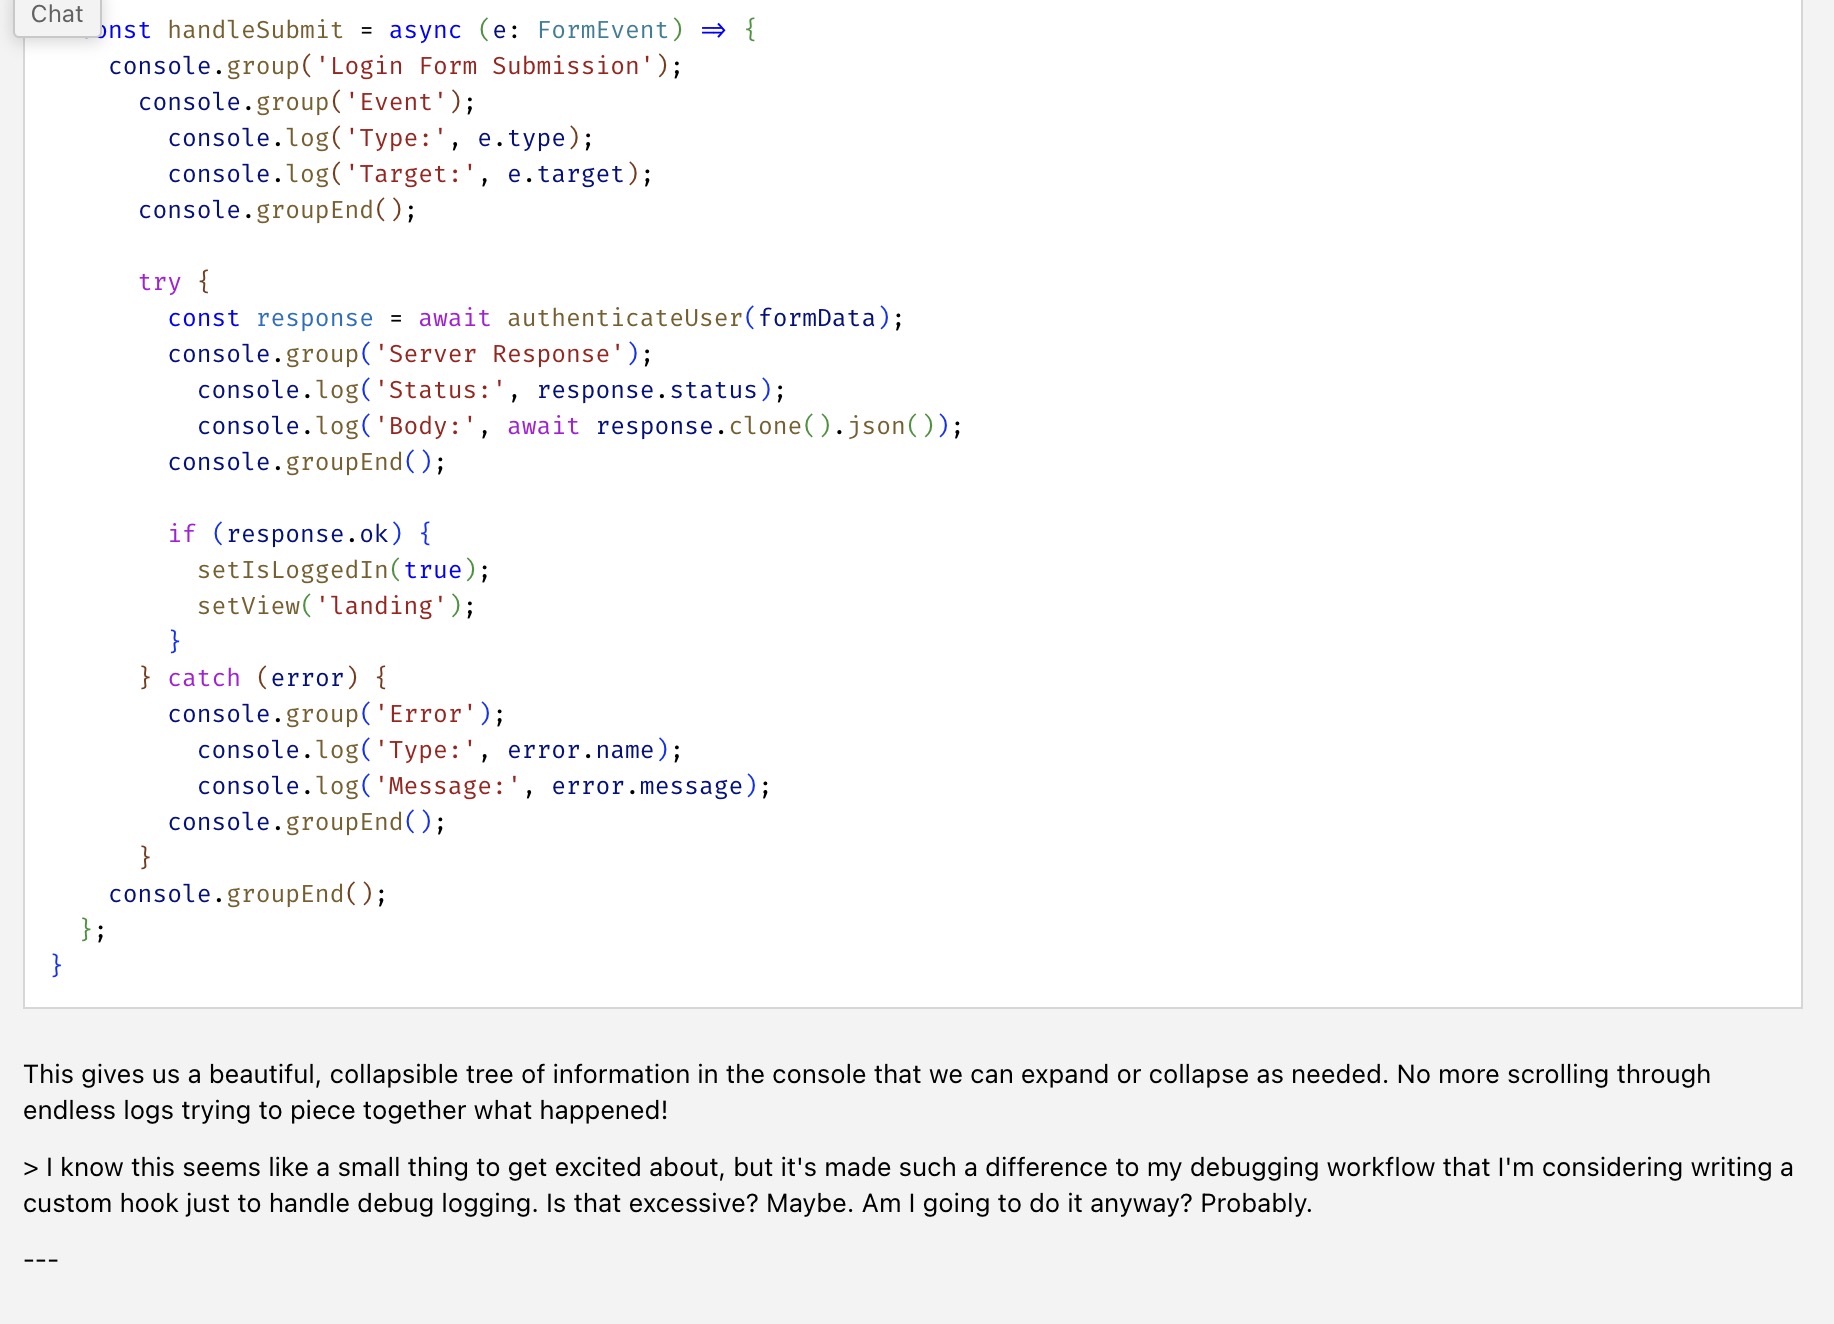 Chat
onst handleSubmit = async (e: FormEvent) ⇒ {
console.group('Login Form Submission');
console.group('Event');
console.log('Type:', e.type);
console.log('Target:', e.target);
console.groupEnd();
try {
const response = await authenticateUser(formData);
console.group('Server Response');
console.log('Status:', response.status);
console.log('Body:', await response.clone().json());
console.groupEnd();
if (response.ok) {
setIsLoggedIn(true);
setView('landing');
}
} catch (error) {
console.group('Error');
console.log('Type:', error.name);
console.log('Message:', error.message);
console.groupEnd();
}
console.groupEnd();
};
}
This gives us a beautiful, collapsible tree of information in the console that we can expand or collapse as needed. No more scrolling through
endless logs trying to piece together what happened!
> I know this seems like a small thing to get excited about, but it's made such a difference to my debugging workflow that I'm considering writing a
custom hook just to handle debug logging. Is that excessive? Maybe. Am I going to do it anyway? Probably.
---